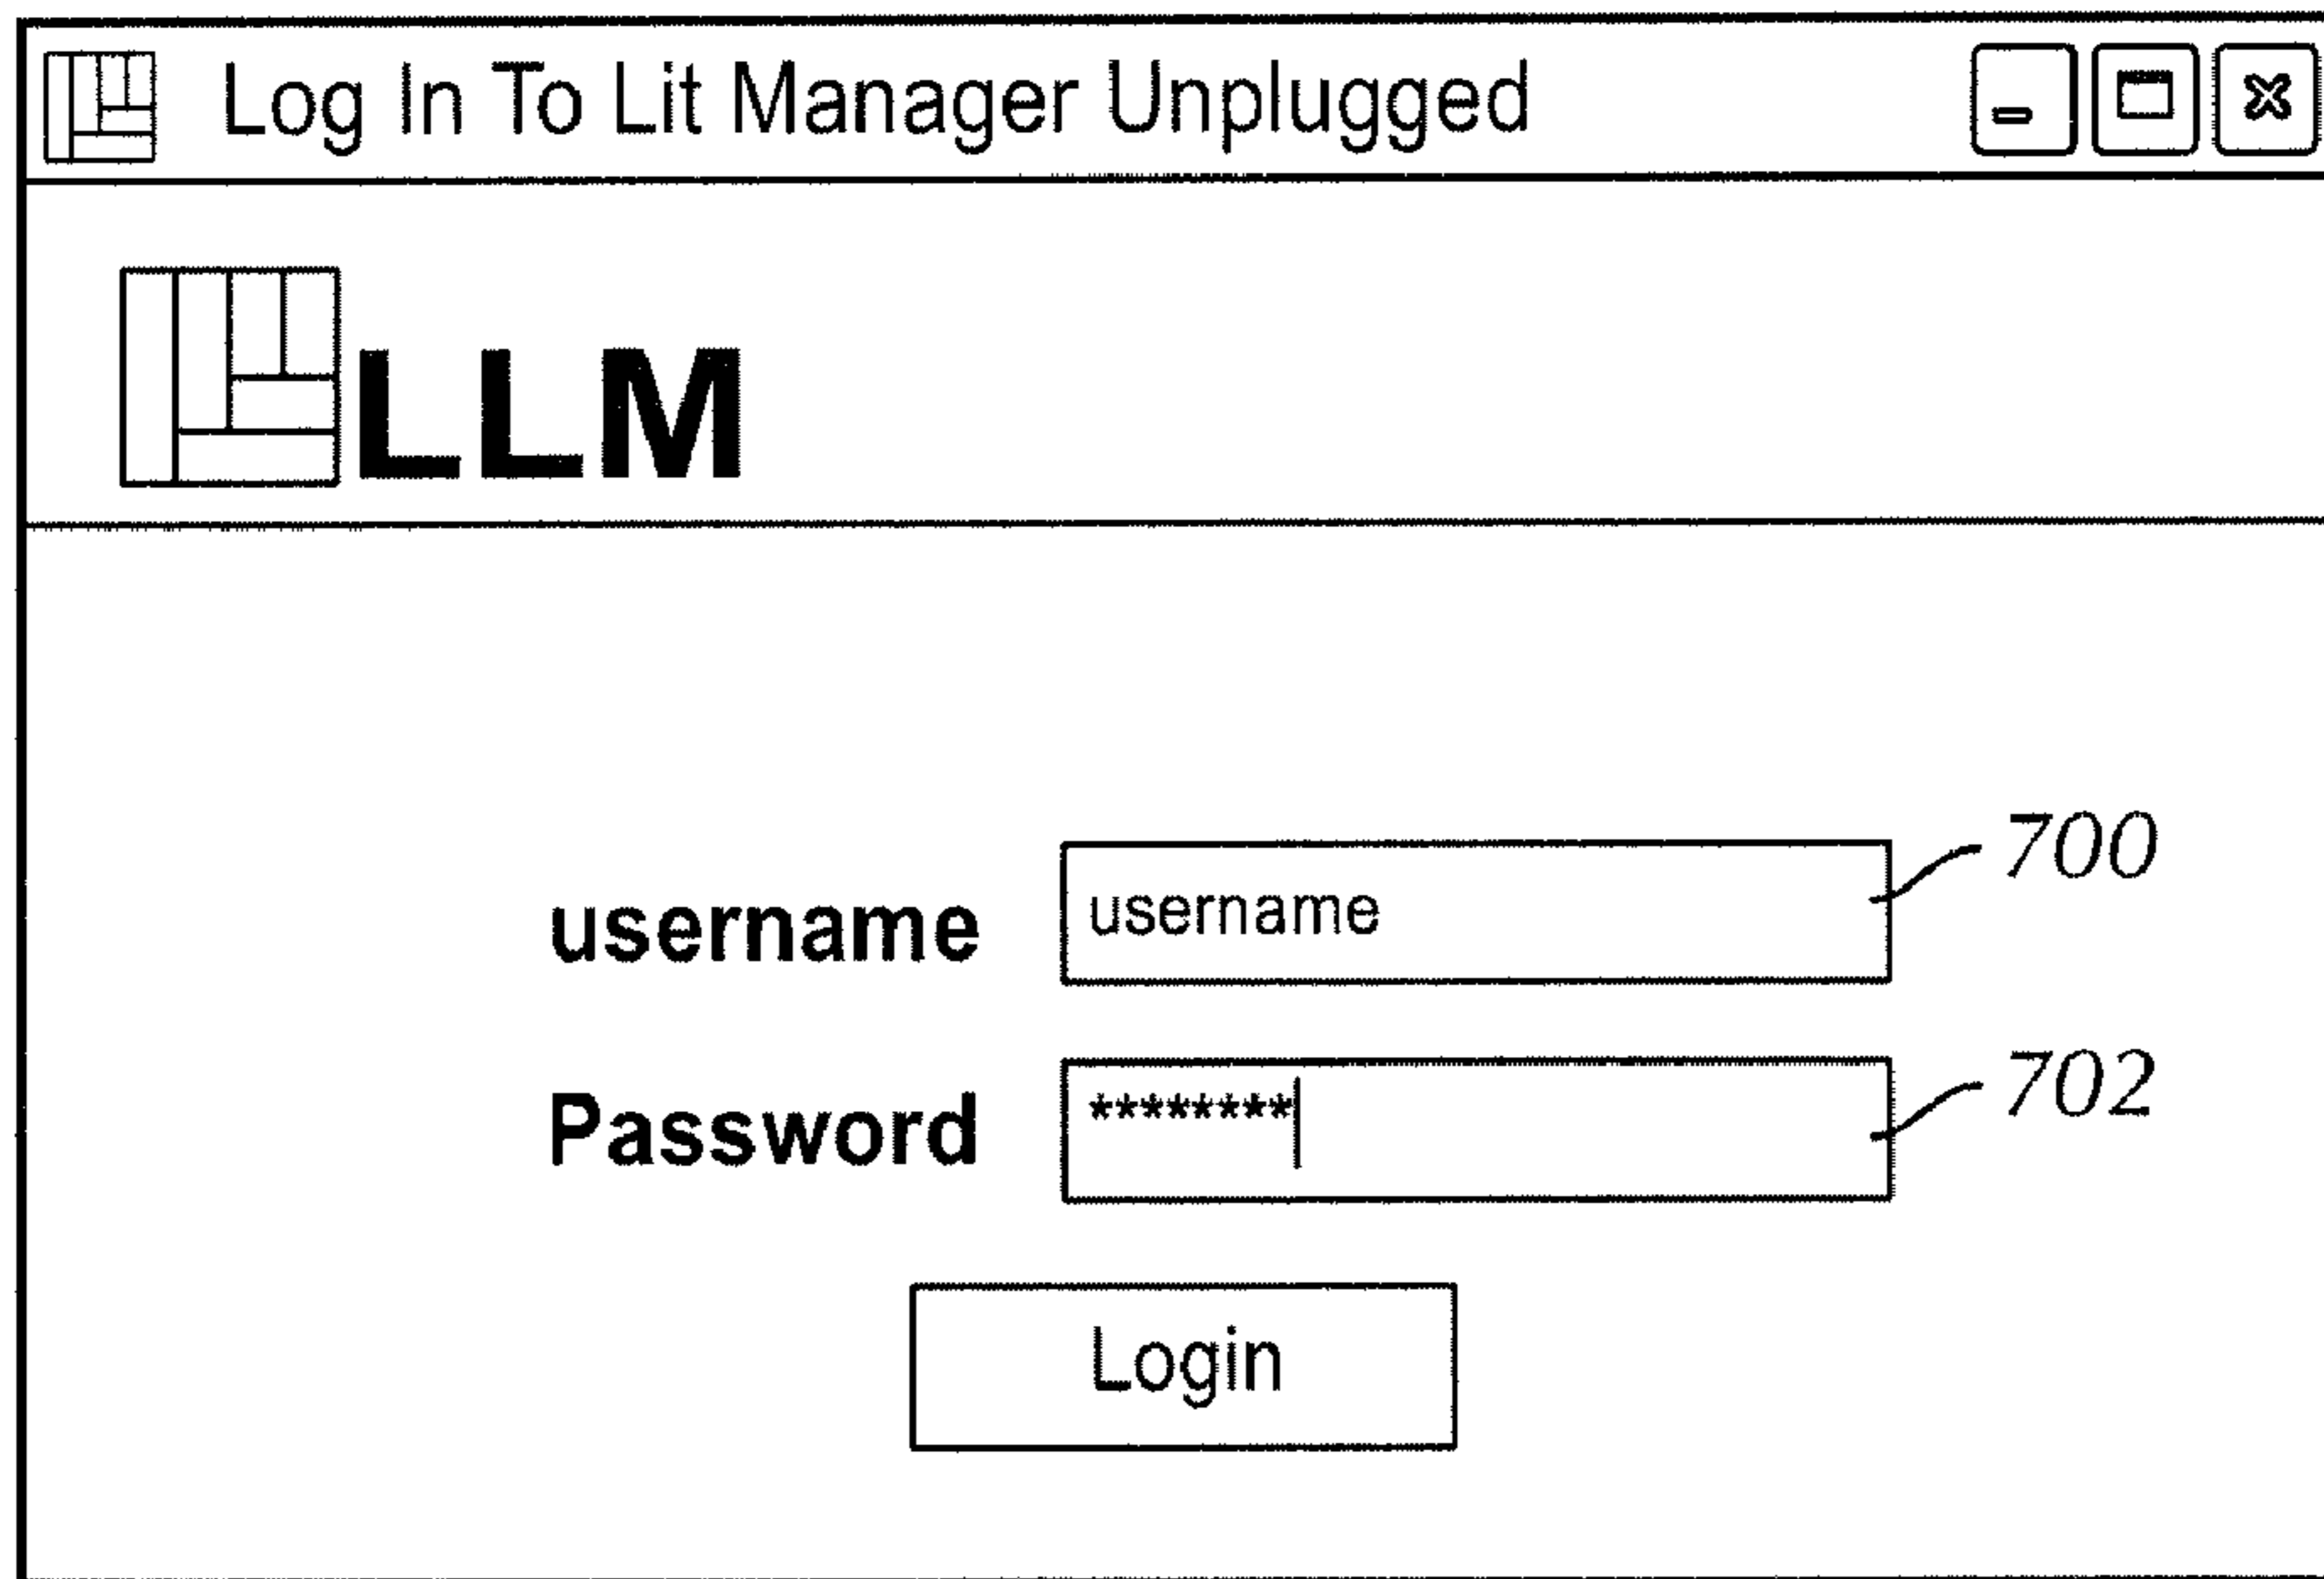 Log In To Lit Manager Unplugged
LLM
username username 700
Password ******** 702
Login